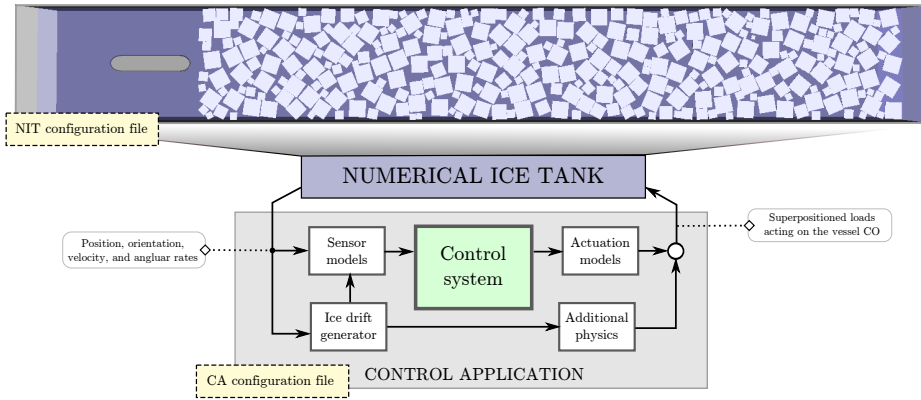 NIT configuration file
NUMERICAL ICE TANK
Superpositioned loads
acting on the vessel CO
Position, orientation,
velocity, and angluar rates
Sensor
models
Control
system
Actuation
models
Ice drift
generator
Additional
physics
CA configuration file
CONTROL APPLICATION